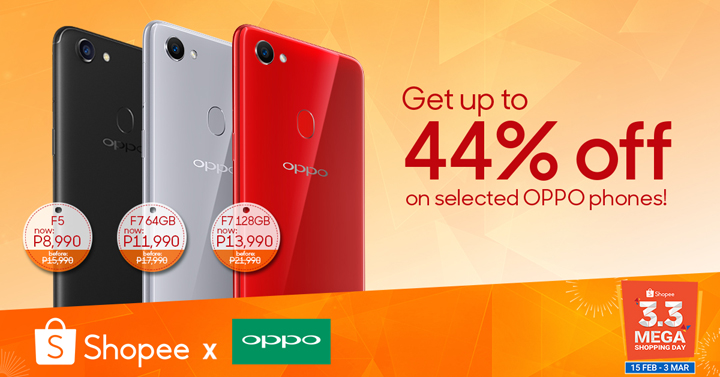 Get up to
44% off
on selected OPPO phones!
oppo
oppo
oppo
F5
now:
P8,990
before:
P15,990
F7 64GB
now:
P11,990
before:
P17,990
F7 128GB
now:
P13,990
before:
P21,990
S Shopee x oppo
Shopee
3.3
MEGA
SHOPPING DAY
15 FEB - 3 MAR